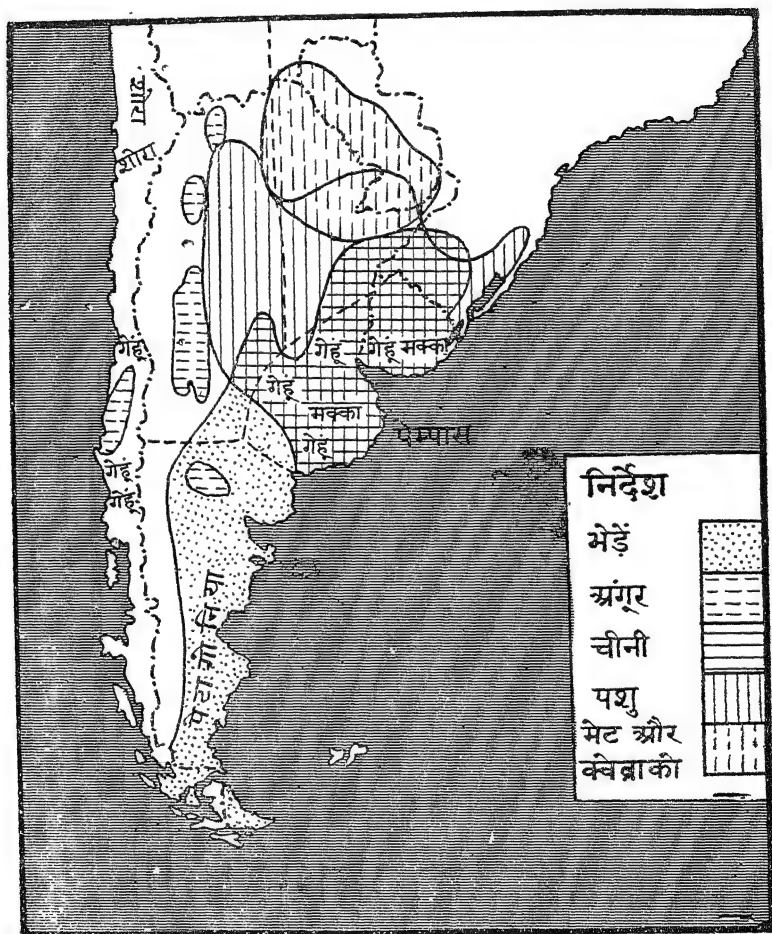 शोरा
शोरा
गेहूं
गेहूं
गेहूं मक्का
गेहूं
मक्का
गेहूं
पेम्पास
गेहूं
गेहूं
पेटागोनिया
निर्देश
भेड़ें
अंगूर
चीनी
पशु
मेट और
क्वेब्राको